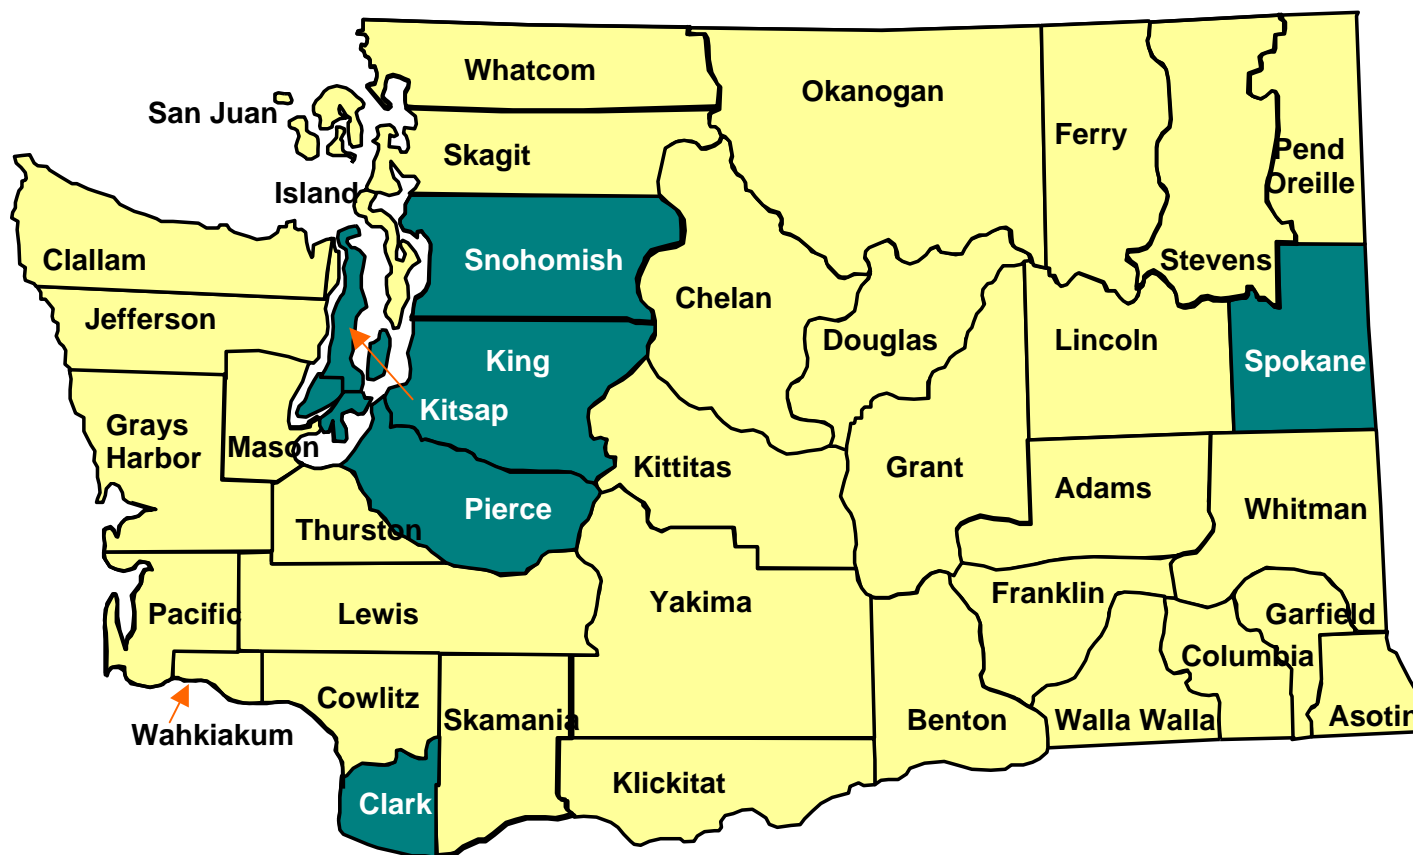 Whatcom
Okanogan
San Juan
Ferry
Pend
Oreille
Skagit
Island
Clallam
Snohomish
Stevens
Chelan
Jefferson
Douglas
Lincoln
King
Spokane
Kitsap
Grays
Harbor
Mason
Kittitas
Grant
Adams
Pierce
Whitman
Thurston
Franklin
Yakima
Pacific
Lewis
Garfield
Columbia
Cowlitz
Skamania
Benton
Walla Walla
Asotin
Wahkiakum
Klickitat
Clark